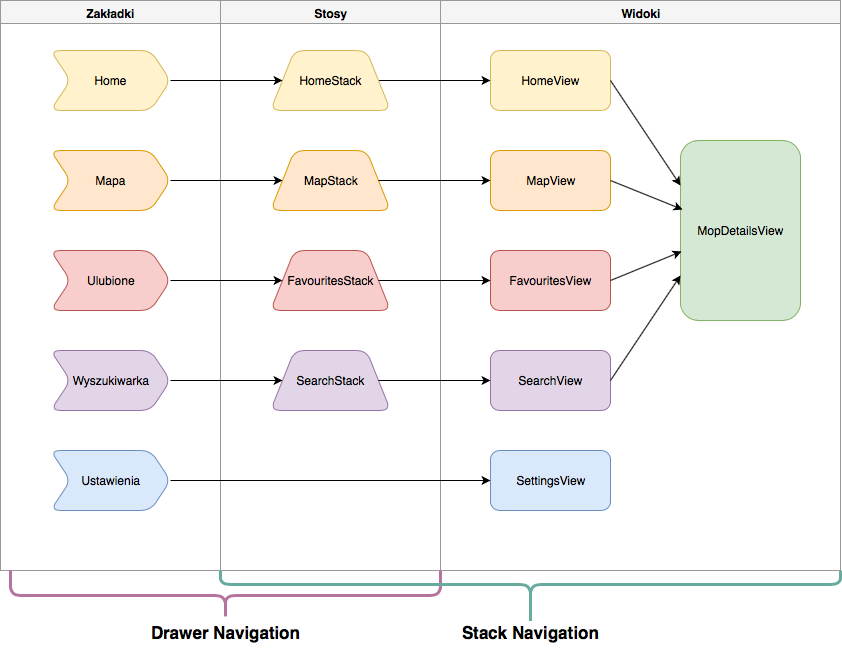 Zakładki
Stosy
Widoki
Home
HomeStack
HomeView
Mapa
MapStack
MapView
MopDetailsView
Ulubione
FavouritesStack
FavouritesView
Wyszukiwarka
SearchStack
SearchView
Ustawienia
SettingsView
Drawer Navigation
Stack Navigation